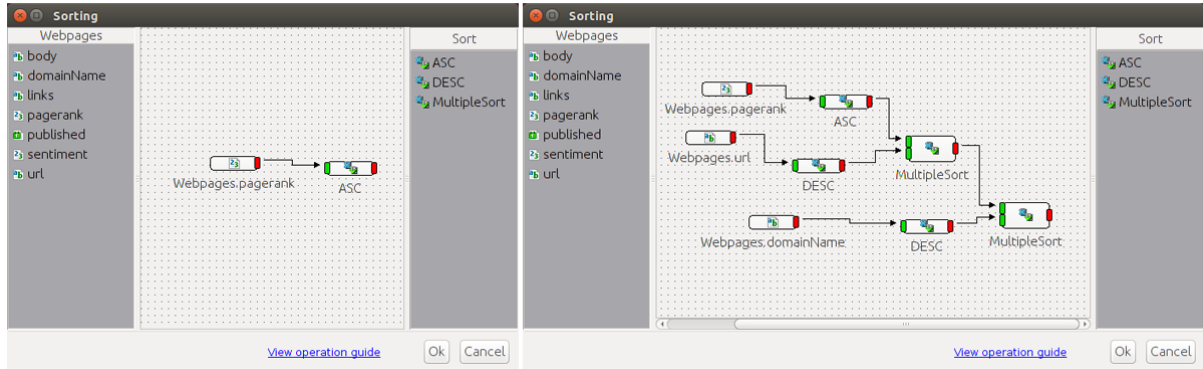 Sorting
Webpages
body
domainName
links
pagerank
published
sentiment
url
Webpages.pagerank
ASC
Sort
ASC
DESC
MultipleSort
View operation guide
Ok
Cancel
Sorting
Webpages
body
domainName
links
pagerank
published
sentiment
url
Webpages.pagerank
ASC
Webpages.url
DESC
MultipleSort
Webpages.domainName
DESC
MultipleSort
Sort
ASC
DESC
MultipleSort
View operation guide
Ok
Cancel